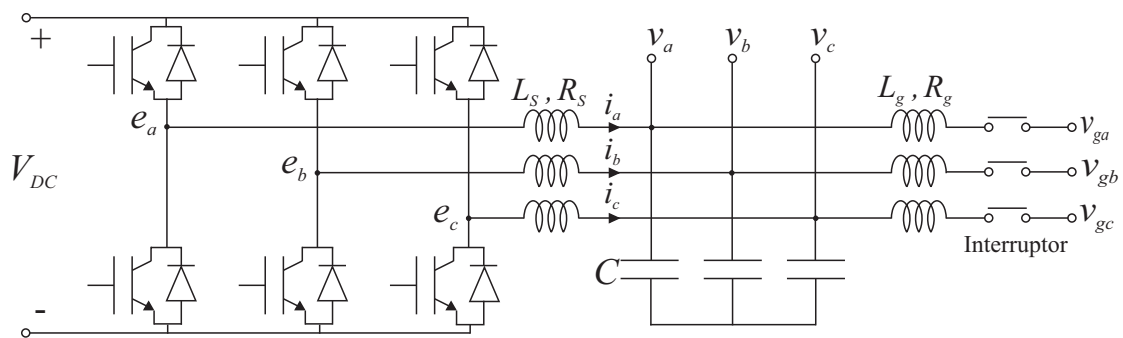 +
V_DC
-
e_a
e_b
e_c
L_S , R_S
i_a
i_b
i_c
v_a
v_b
v_c
C
L_g , R_g
v_ga
v_gb
v_gc
Interruptor